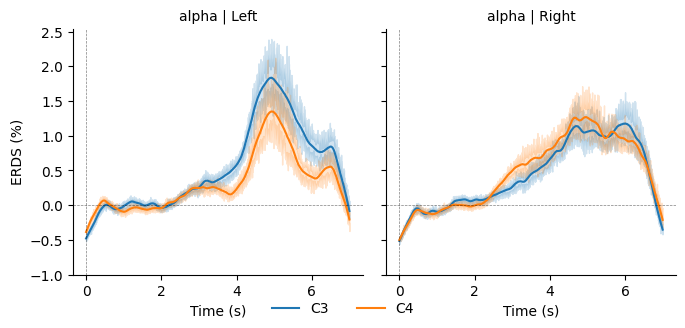 alpha | Left
alpha | Right
ERDS (%)
2.5
2.0
1.5
1.0
0.5
0.0
−0.5
−1.0
0 2 4 6
0 2 4 6
Time (s)
Time (s)
C3 C4